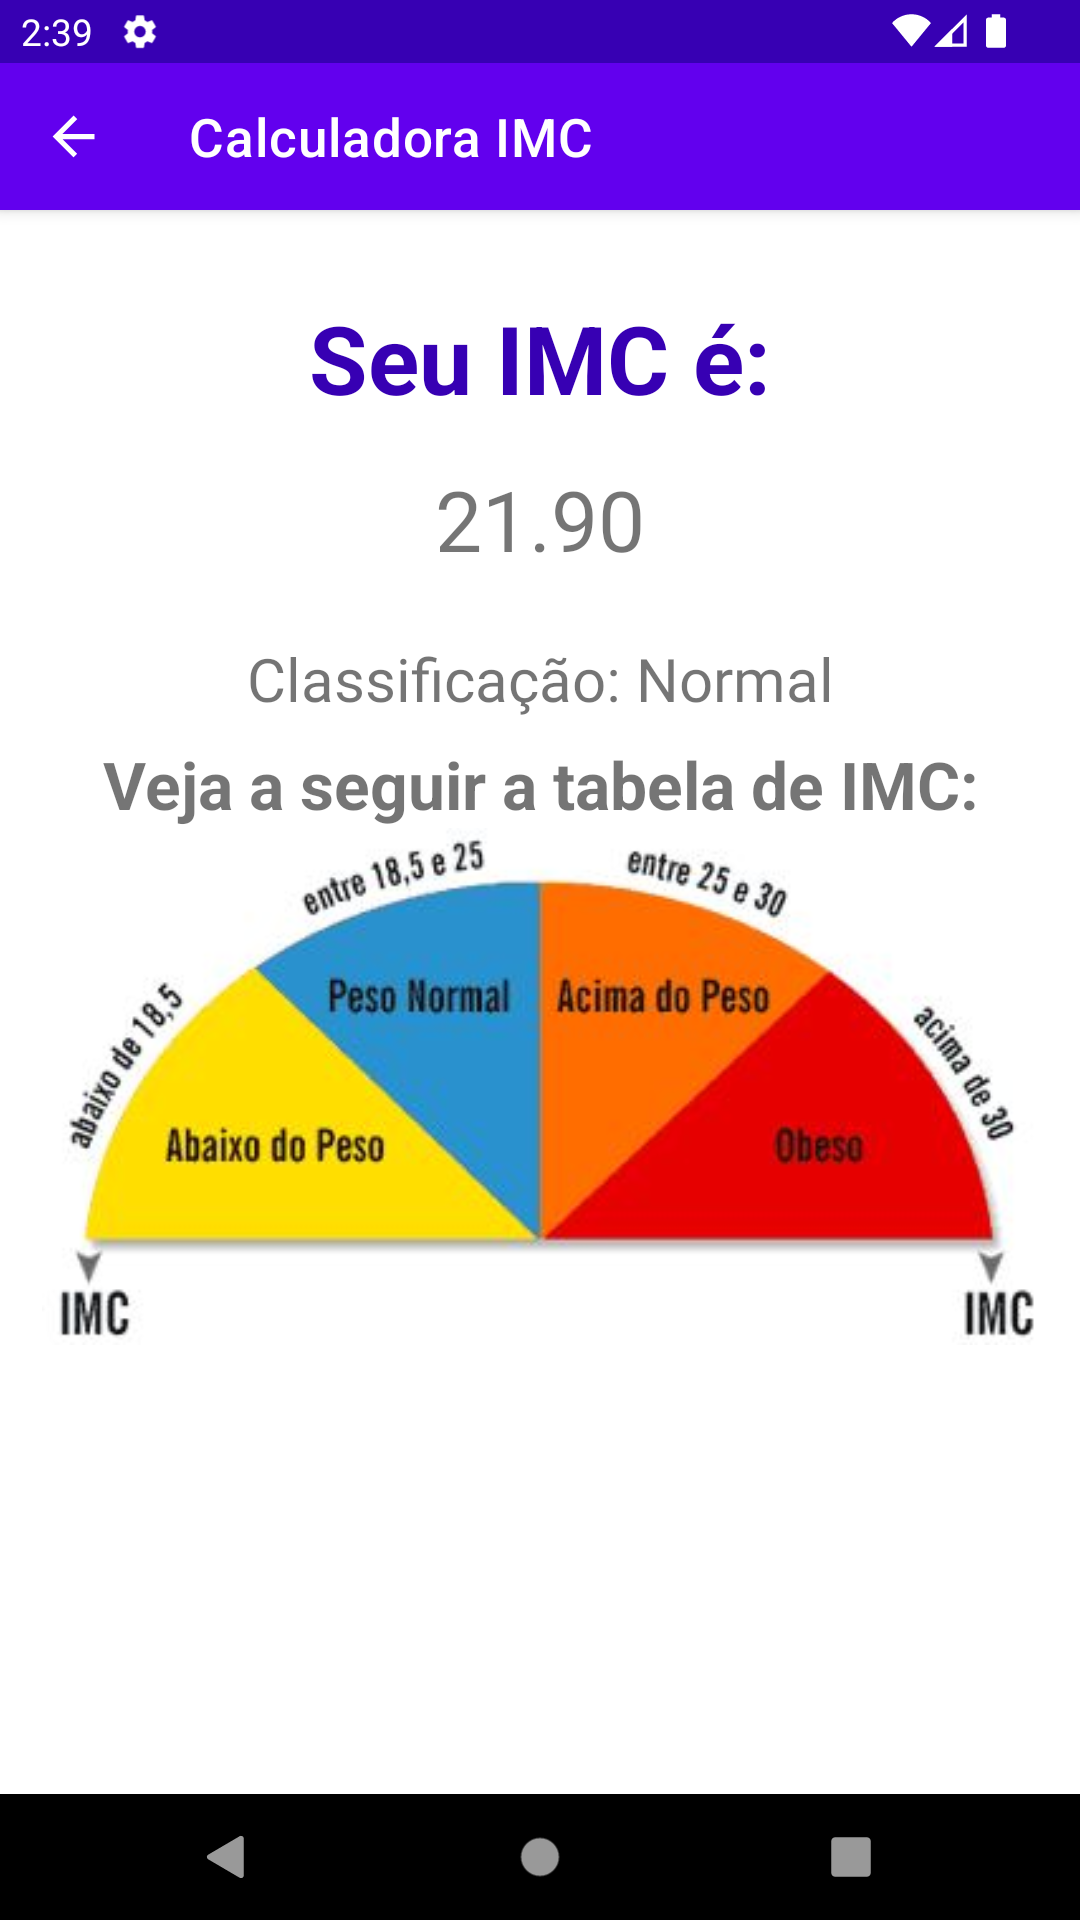 2:39
Calculadora IMC
Seu IMC é:
21.90
Classificação: Normal
Veja a seguir a tabela de IMC:
entre 18,5 e 25
entre 25 e 30
abaixo de 18,5
Peso Normal
Acima do Peso
acima de 30
Abaixo do Peso
Obeso
IMC
IMC